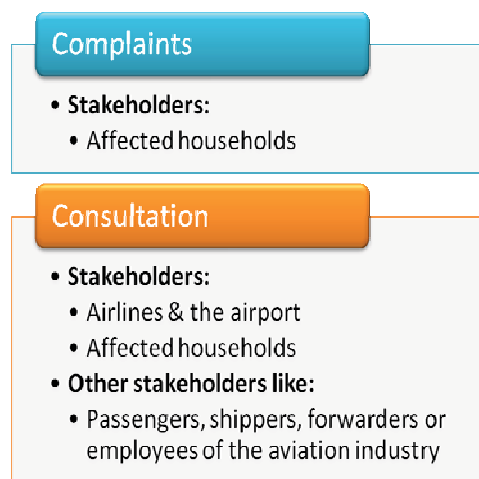 Complaints
• Stakeholders:
• Affected households
Consultation
• Stakeholders:
• Airlines & the airport
• Affected households
• Other stakeholders like:
• Passengers, shippers, forwarders or
employees of the aviation industry